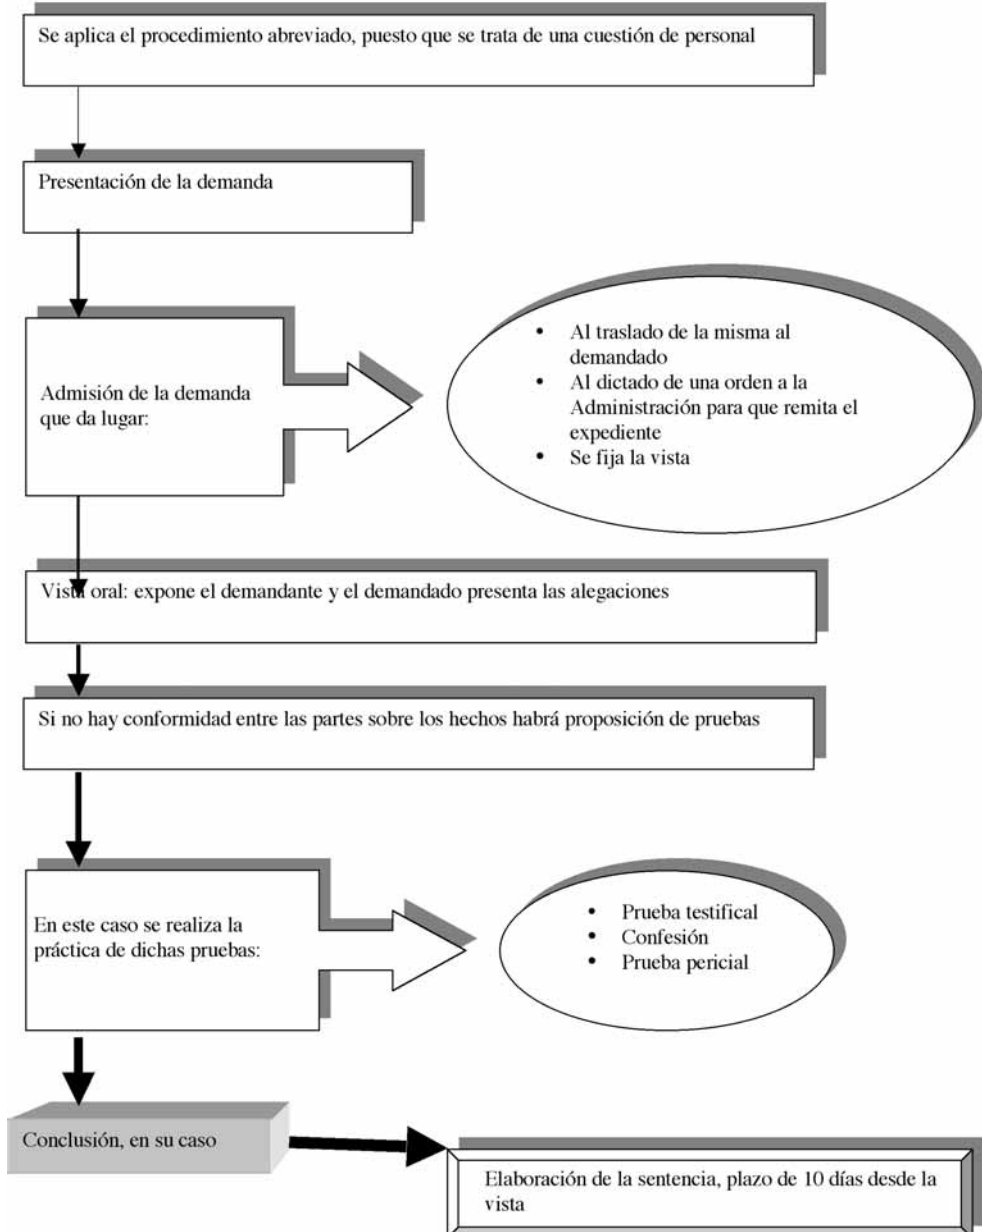 Se aplica el procedimiento abreviado, puesto que se trata de una cuestión de personal
Presentación de la demanda
Admisión de la demanda
que da lugar:
• Al traslado de la misma al
demandado
• Al dictado de una orden a la
Administración para que remita el
expediente
• Se fija la vista
Vista oral: expone el demandante y el demandado presenta las alegaciones
Si no hay conformidad entre las partes sobre los hechos habrá proposición de pruebas
En este caso se realiza la
práctica de dichas pruebas:
• Prueba testifical
• Confesión
• Prueba pericial
Conclusión, en su caso
Elaboración de la sentencia, plazo de 10 días desde la
vista